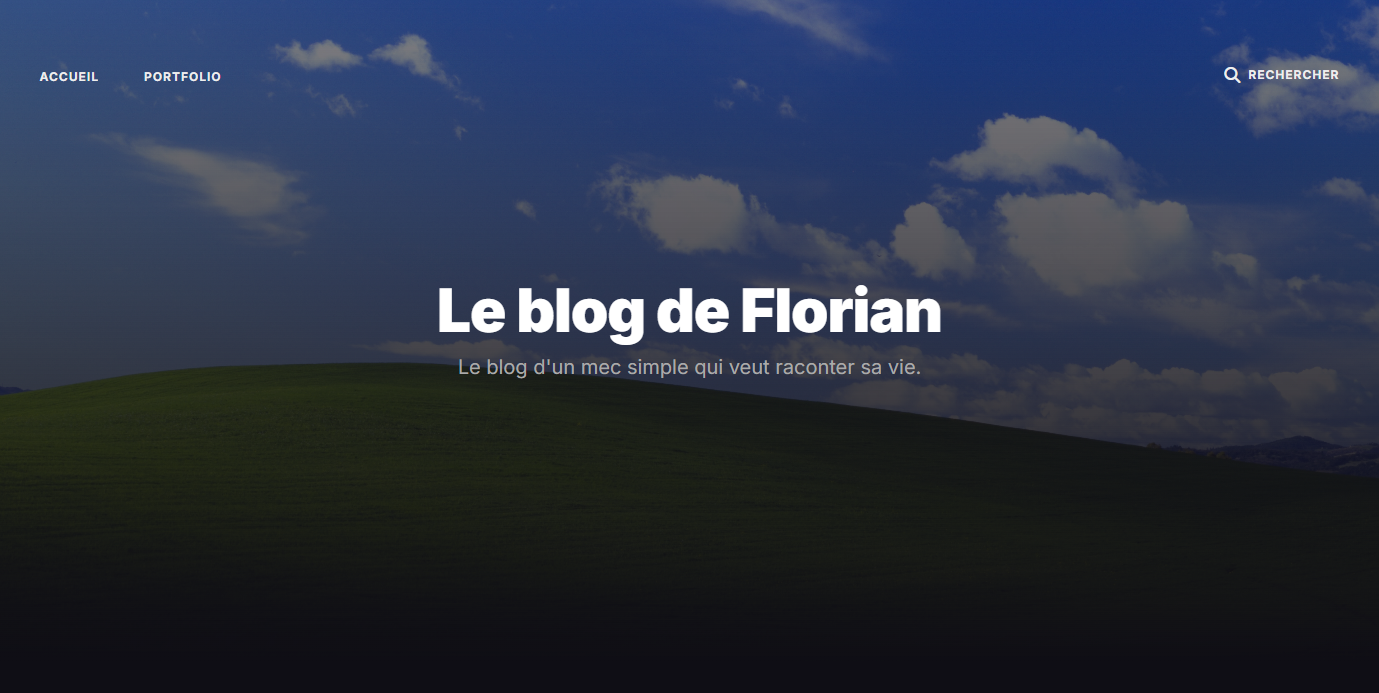 ACCUEIL PORTFOLIO RECHERCHER
Le blog de Florian
Le blog d'un mec simple qui veut raconter sa vie.